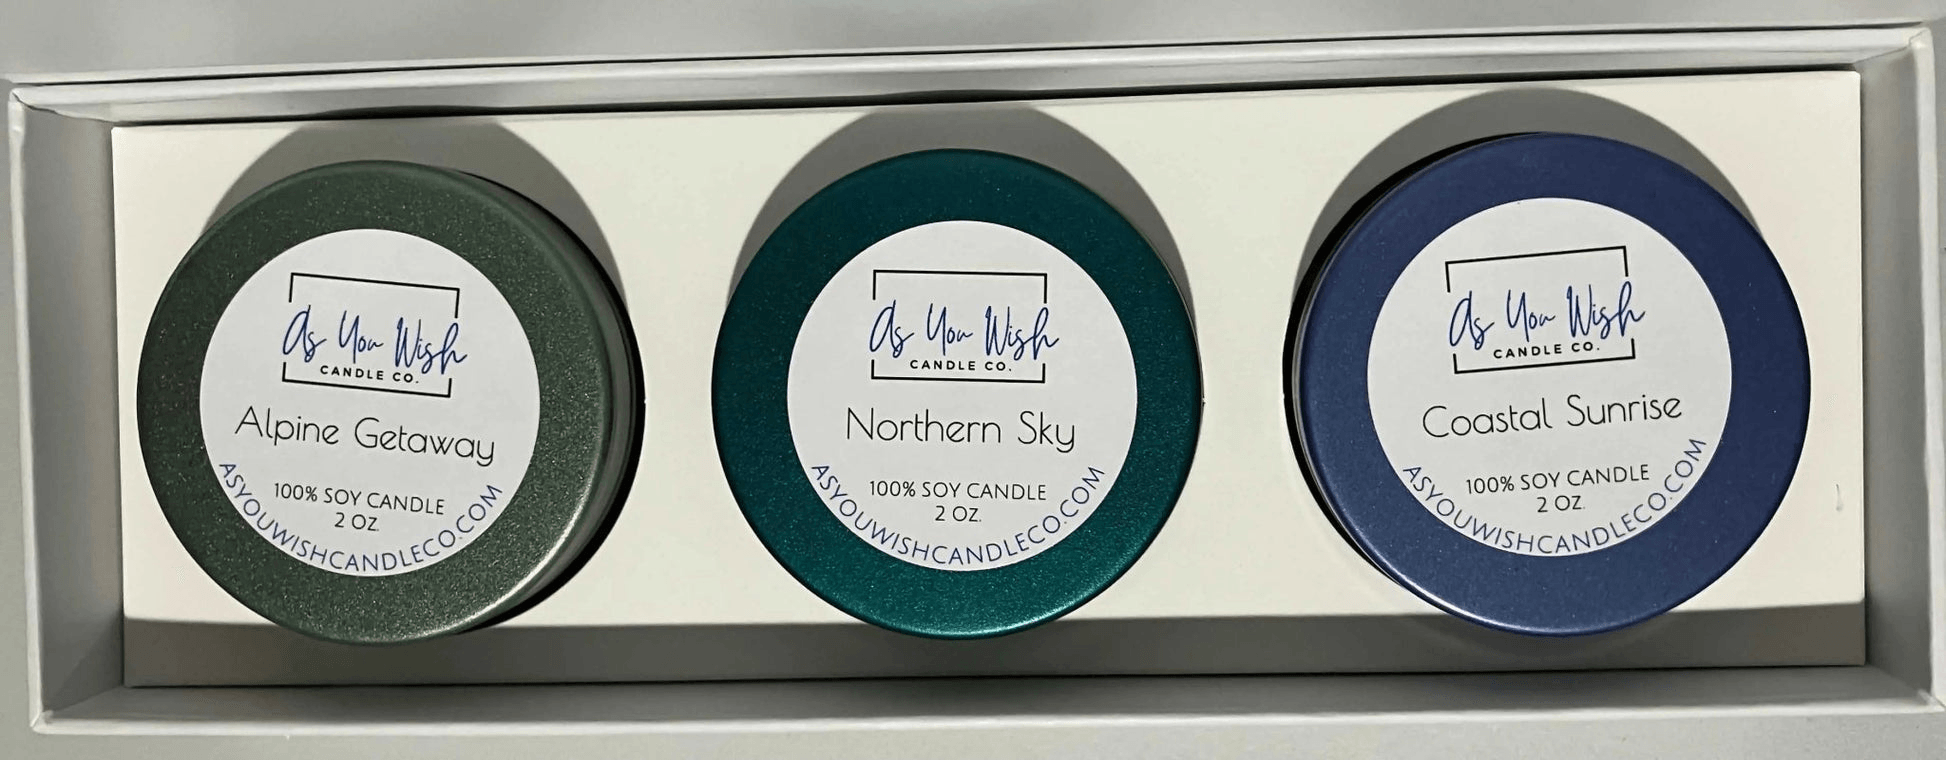 As You Wish
CANDLE CO.
Alpine Getaway
100% SOY CANDLE
2 OZ.
ASYOUWISHCANDLECO.COM
As You Wish
CANDLE CO.
Northern Sky
100% SOY CANDLE
2 OZ.
ASYOUWISHCANDLECO.COM
As You Wish
CANDLE CO.
Coastal Sunrise
100% SOY CANDLE
2 OZ.
ASYOUWISHCANDLECO.COM